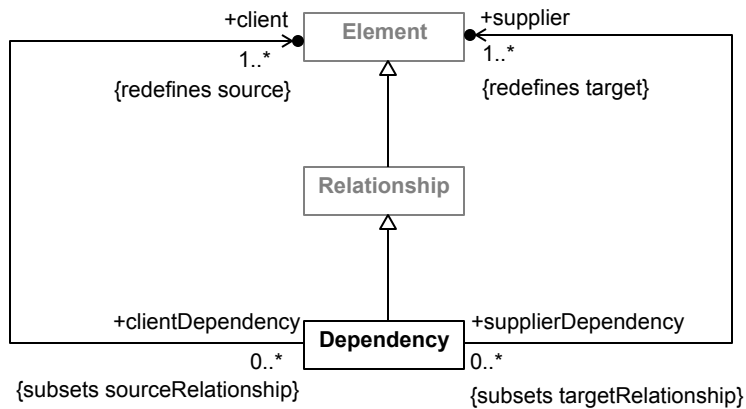 +client
Element
+supplier
1..*
1..*
{redefines source}
{redefines target}
Relationship
+clientDependency
Dependency
+supplierDependency
0..*
0..*
{subsets sourceRelationship}
{subsets targetRelationship}